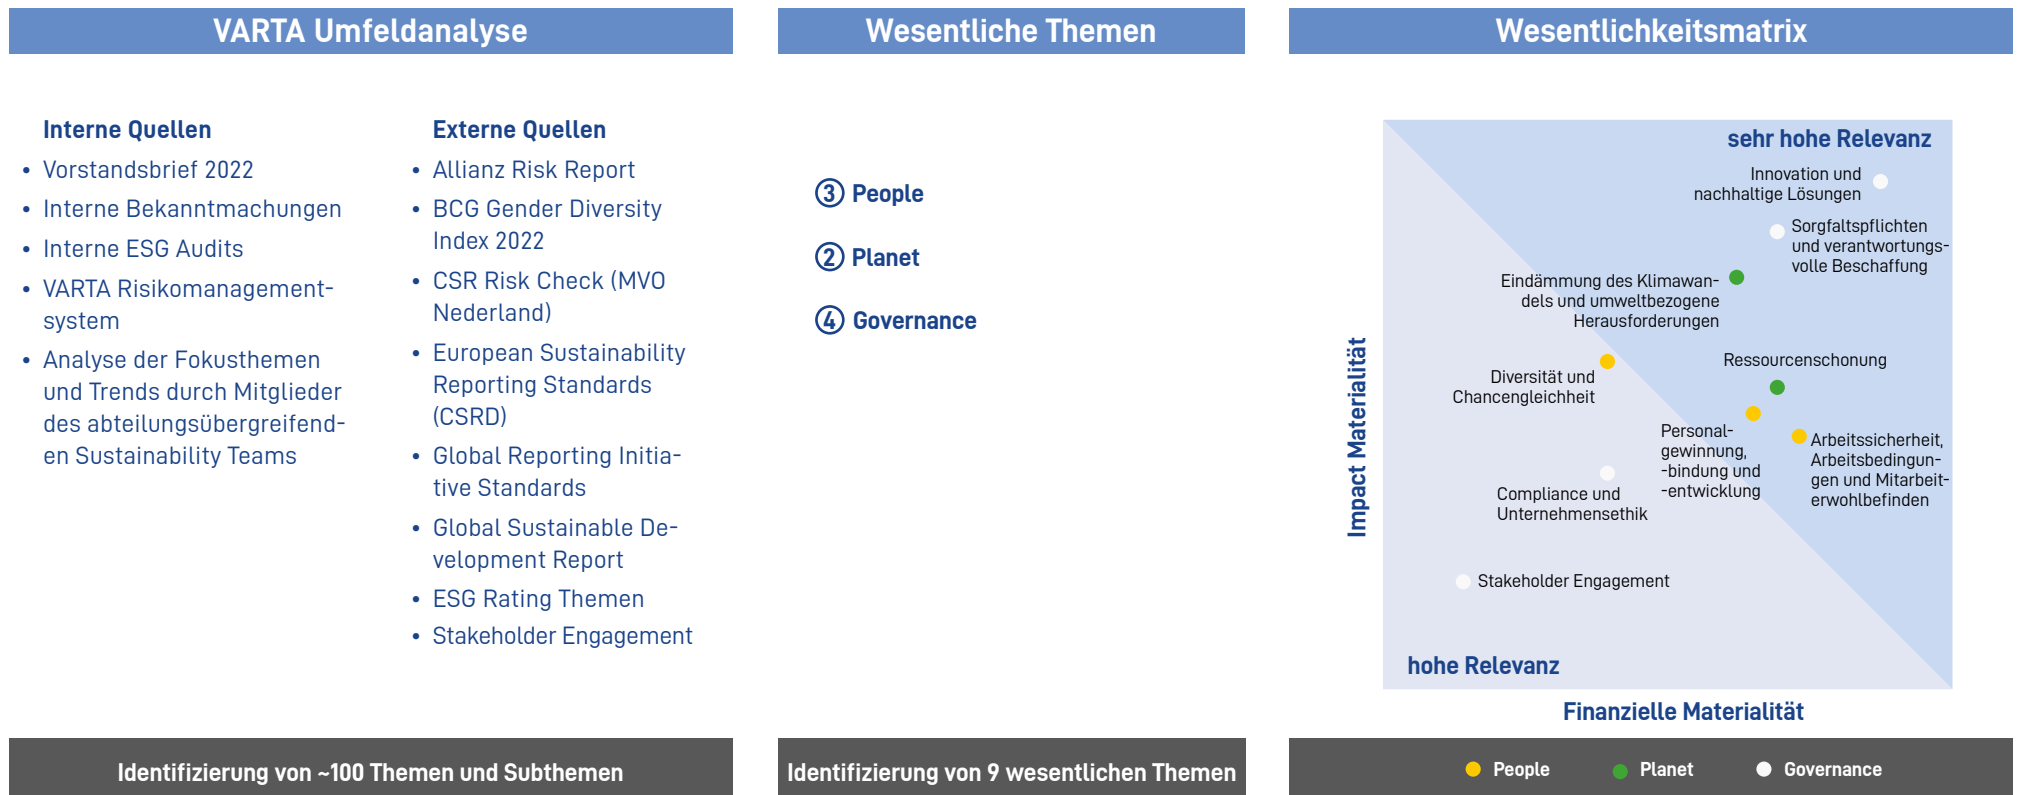 VARTA Umfeldanalyse
Interne Quellen
• Vorstandsbrief 2022
• Interne Bekanntmachungen
• Interne ESG Audits
• VARTA Risikomanagement-
system
• Analyse der Fokusthemen
und Trends durch Mitglieder
des abteilungsübergreifend-
en Sustainability Teams
Externe Quellen
• Allianz Risk Report
• BCG Gender Diversity
Index 2022
• CSR Risk Check (MVO
Nederland)
• European Sustainability
Reporting Standards
(CSRD)
• Global Reporting Initia-
tive Standards
• Global Sustainable De-
velopment Report
• ESG Rating Themen
• Stakeholder Engagement
Identifizierung von ~100 Themen und Subthemen
Wesentliche Themen
3 People
2 Planet
4 Governance
Identifizierung von 9 wesentlichen Themen
Wesentlichkeitsmatrix
sehr hohe Relevanz
Innovation und
nachhaltige Lösungen
Sorgfaltspflichten
und verantwortungs-
volle Beschaffung
Eindämmung des Klimawan-
dels und umweltbezogene
Herausforderungen
Ressourcenschonung
Diversität und
Chancengleichheit
Personal-
gewinnung,
-bindung und
-entwicklung
Arbeitssicherheit,
Arbeitsbedingun-
gen und Mitarbeit-
erwohlbefinden
Compliance und
Unternehmensethik
Stakeholder Engagement
hohe Relevanz
Impact Materialität
Finanzielle Materialität
People
Planet
Governance